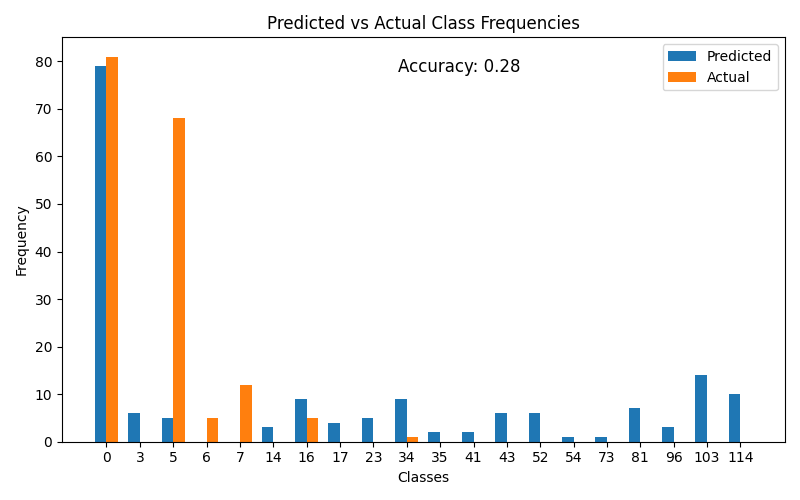 Predicted vs Actual Class Frequencies
Accuracy: 0.28
Predicted
Actual
80
70
60
50
40
30
20
10
0
Frequency
0 3 5 6 7 14 16 17 23 34 35 41 43 52 54 73 81 96 103 114
Classes